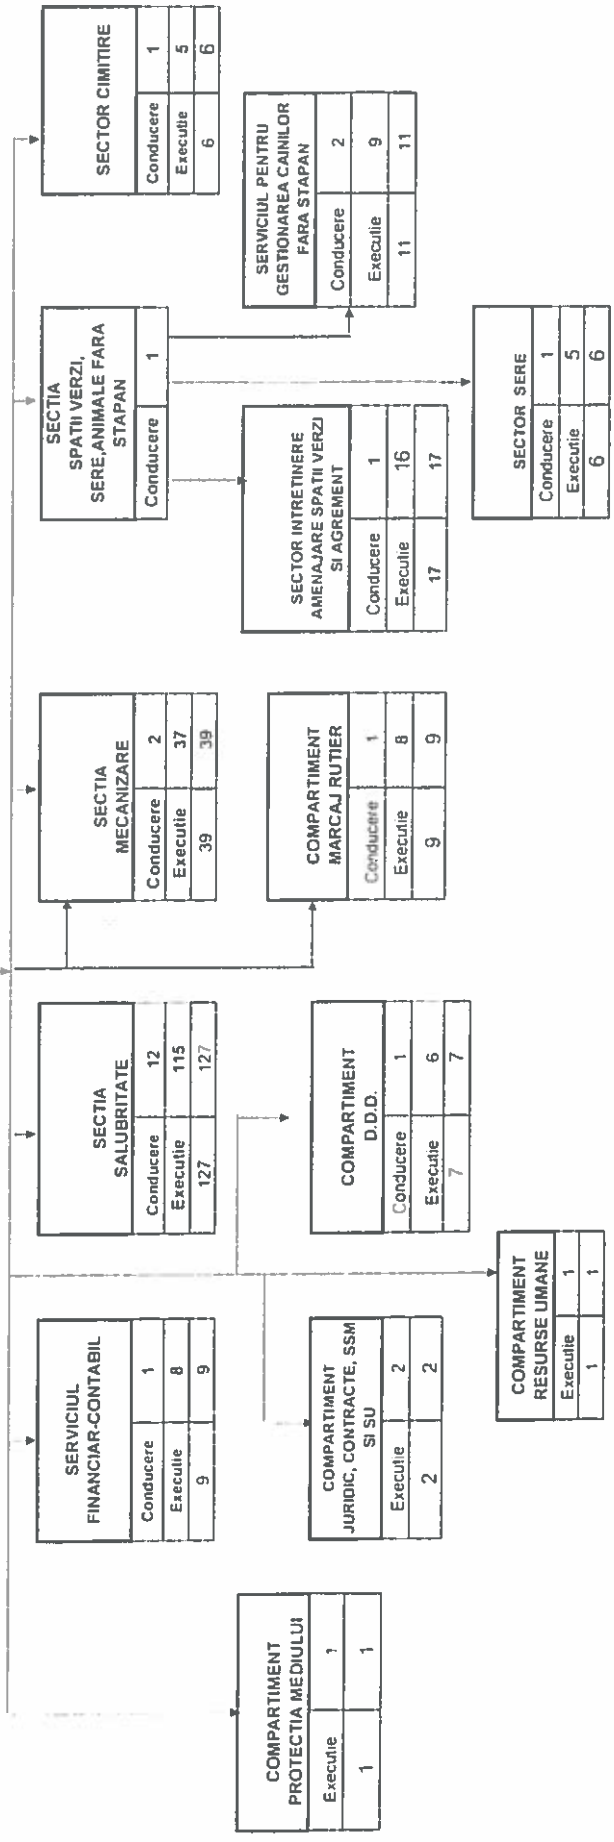 SERVICIUL
FINANCIAR-CONTABIL
Conducere 1
Executie 8
9 9
SECTIA
SALUBRITATE
Conducere 12
Executie 115
127 127
SECTIA
MECANIZARE
Conducere 2
Executie 37
39 39
SECTIA
SPATII VERZI,
SERE,ANIMALE FARA
STAPAN
Conducere 1
SECTOR CIMITIRE
Conducere 1
Executie 5
6 6
COMPARTIMENT
PROTECTIA MEDIULUI
Executie 1
1 1
COMPARTIMENT
JURIDIC, CONTRACTE, SSM
SI SU
Executie 2
2 2
COMPARTIMENT
D.D.D.
Conducere 1
Executie 6
7 7
COMPARTIMENT
MARCAJ RUTIER
Conducere 1
Executie 8
9 9
SECTOR INTRETINERE
AMENAJARE SPATII VERZI
SI AGREMENT
Conducere 1
Executie 16
17 17
SERVICIUL PENTRU
GESTIONAREA CAINILOR
FARA STAPAN
Conducere 2
Executie 9
11 11
COMPARTIMENT
RESURSE UMANE
Executie 1
1 1
SECTOR SERE
Conducere 1
Executie 5
6 6